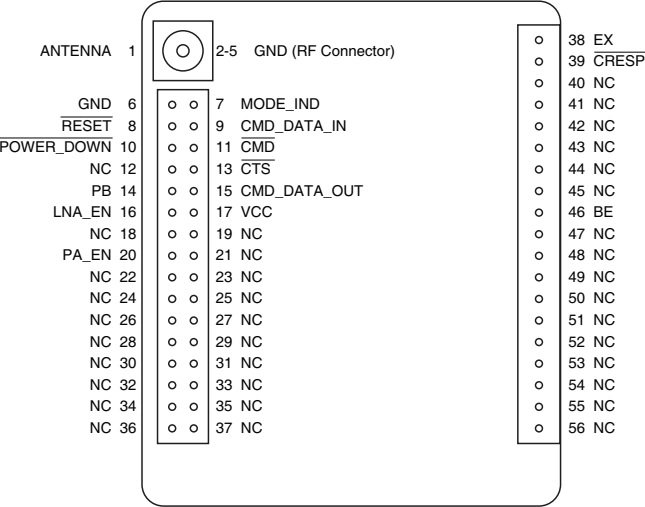 ANTENNA 1
2-5 GND (RF Connector)
38 EX
39 CRESP
40 NC
GND 6
7 MODE_IND
41 NC
RESET 8
9 CMD_DATA_IN
42 NC
POWER_DOWN 10
11 CMD
43 NC
NC 12
13 CTS
44 NC
PB 14
15 CMD_DATA_OUT
45 NC
LNA_EN 16
17 VCC
46 BE
NC 18
19 NC
47 NC
PA_EN 20
21 NC
48 NC
NC 22
23 NC
49 NC
NC 24
25 NC
50 NC
NC 26
27 NC
51 NC
NC 28
29 NC
52 NC
NC 30
31 NC
53 NC
NC 32
33 NC
54 NC
NC 34
35 NC
55 NC
NC 36
37 NC
56 NC